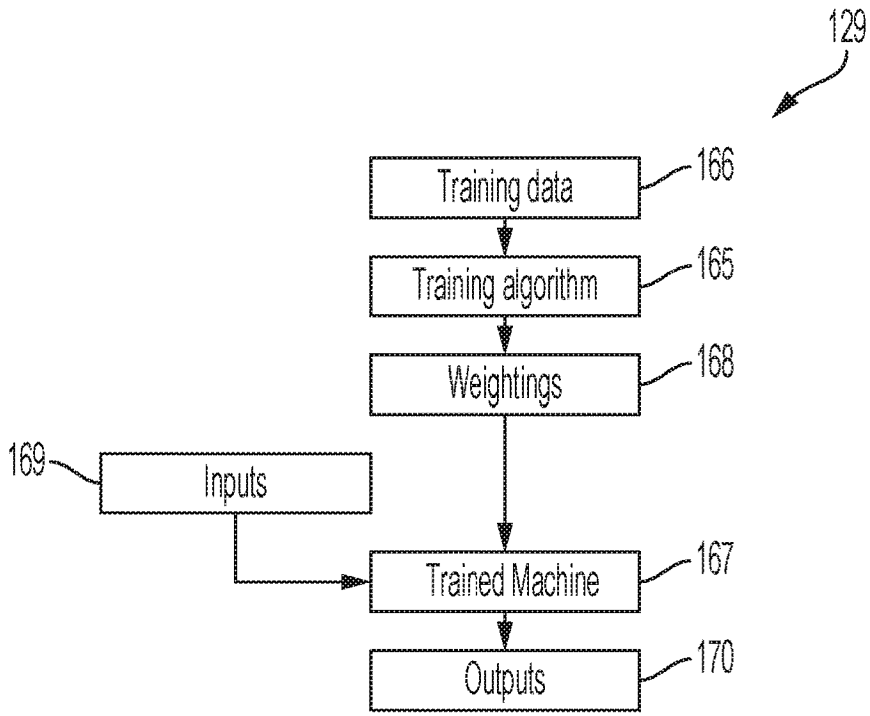 129
Training data 166
Training algorithm 165
Weightings 168
169 Inputs
Trained Machine 167
Outputs 170